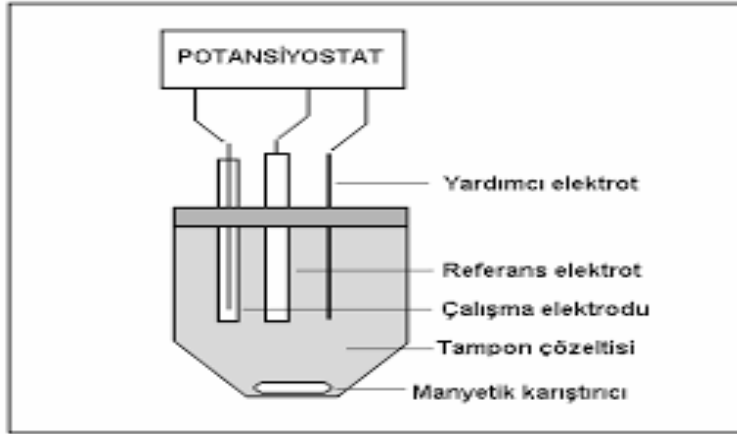 POTANSİYOSTAT
Yardımcı elektrot
Referans elektrot
Çalışma elektrodu
Tampon çözeltisi
Manyetik karıştırıcı